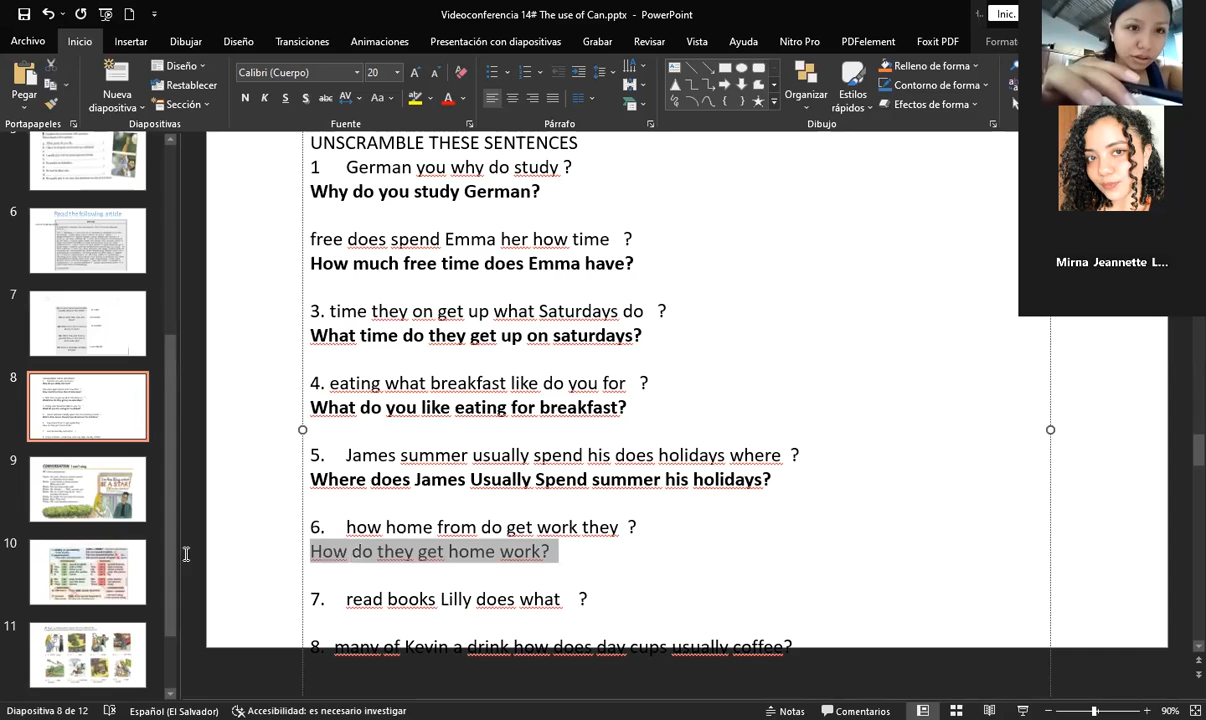 Videoconferencia 14# The use of Can.pptx - PowerPoint
Inic.
Archivo Inicio Insertar Dibujar Diseño Transiciones Animaciones Presentación con diapositivas Grabar Revisar Vista Ayuda Nitro Pro PDFelement Foxit PDF Format
Pegar
Nueva diapositiva
Diseño
Restablecer
Sección
Calibri (Cuerpo) 20
Organizar
Estilos rápidos
Relleno de forma
Contorno de forma
Efectos de forma
Portapapeles Diapositivas Fuente Párrafo Dibujo
UNSCRAMBLE THESE SENTENCES
1 German you why do study ?
Why do you study German?
free does spend Emma her how time ?
How much free time does Emma have?
3. time they on get up what Saturdays do ?
What time do they get up on saturdays?
4. eating what breakfast like do you for ?
What do you like eating for breakfast?
5. James summer usually spend his does holidays where ?
Where does James Usually Spend summer his holidays?
6. how home from do get work they ?
How do they get home work?
7. read books Lilly does what ?
8. many of Kevin a drink how does day cups usually coffee?
Mirna Jeannette L...
6
Read the following article
7
8
9
CONVERSATION
10
11
Diapositiva 8 de 12 Español (El Salvador) Accesibilidad: es necesario investigar Notas Comentarios 90%